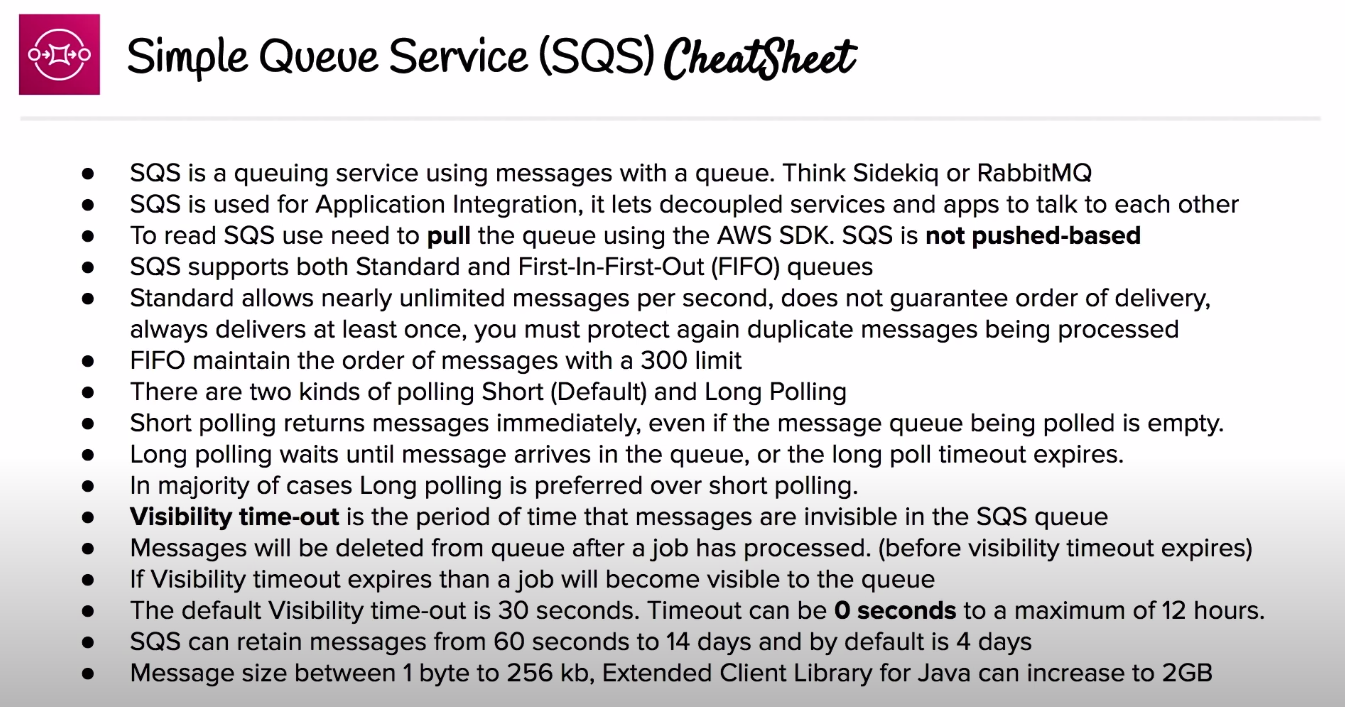 Simple Queue Service (SQS) CheatSheet
● SQS is a queuing service using messages with a queue. Think Sidekiq or RabbitMQ
● SQS is used for Application Integration, it lets decoupled services and apps to talk to each other
● To read SQS use need to pull the queue using the AWS SDK. SQS is not pushed-based
● SQS supports both Standard and First-In-First-Out (FIFO) queues
● Standard allows nearly unlimited messages per second, does not guarantee order of delivery,
always delivers at least once, you must protect again duplicate messages being processed
● FIFO maintain the order of messages with a 300 limit
● There are two kinds of polling Short (Default) and Long Polling
● Short polling returns messages immediately, even if the message queue being polled is empty.
● Long polling waits until message arrives in the queue, or the long poll timeout expires.
● In majority of cases Long polling is preferred over short polling.
● Visibility time-out is the period of time that messages are invisible in the SQS queue
● Messages will be deleted from queue after a job has processed. (before visibility timeout expires)
● If Visibility timeout expires than a job will become visible to the queue
● The default Visibility time-out is 30 seconds. Timeout can be 0 seconds to a maximum of 12 hours.
● SQS can retain messages from 60 seconds to 14 days and by default is 4 days
● Message size between 1 byte to 256 kb, Extended Client Library for Java can increase to 2GB